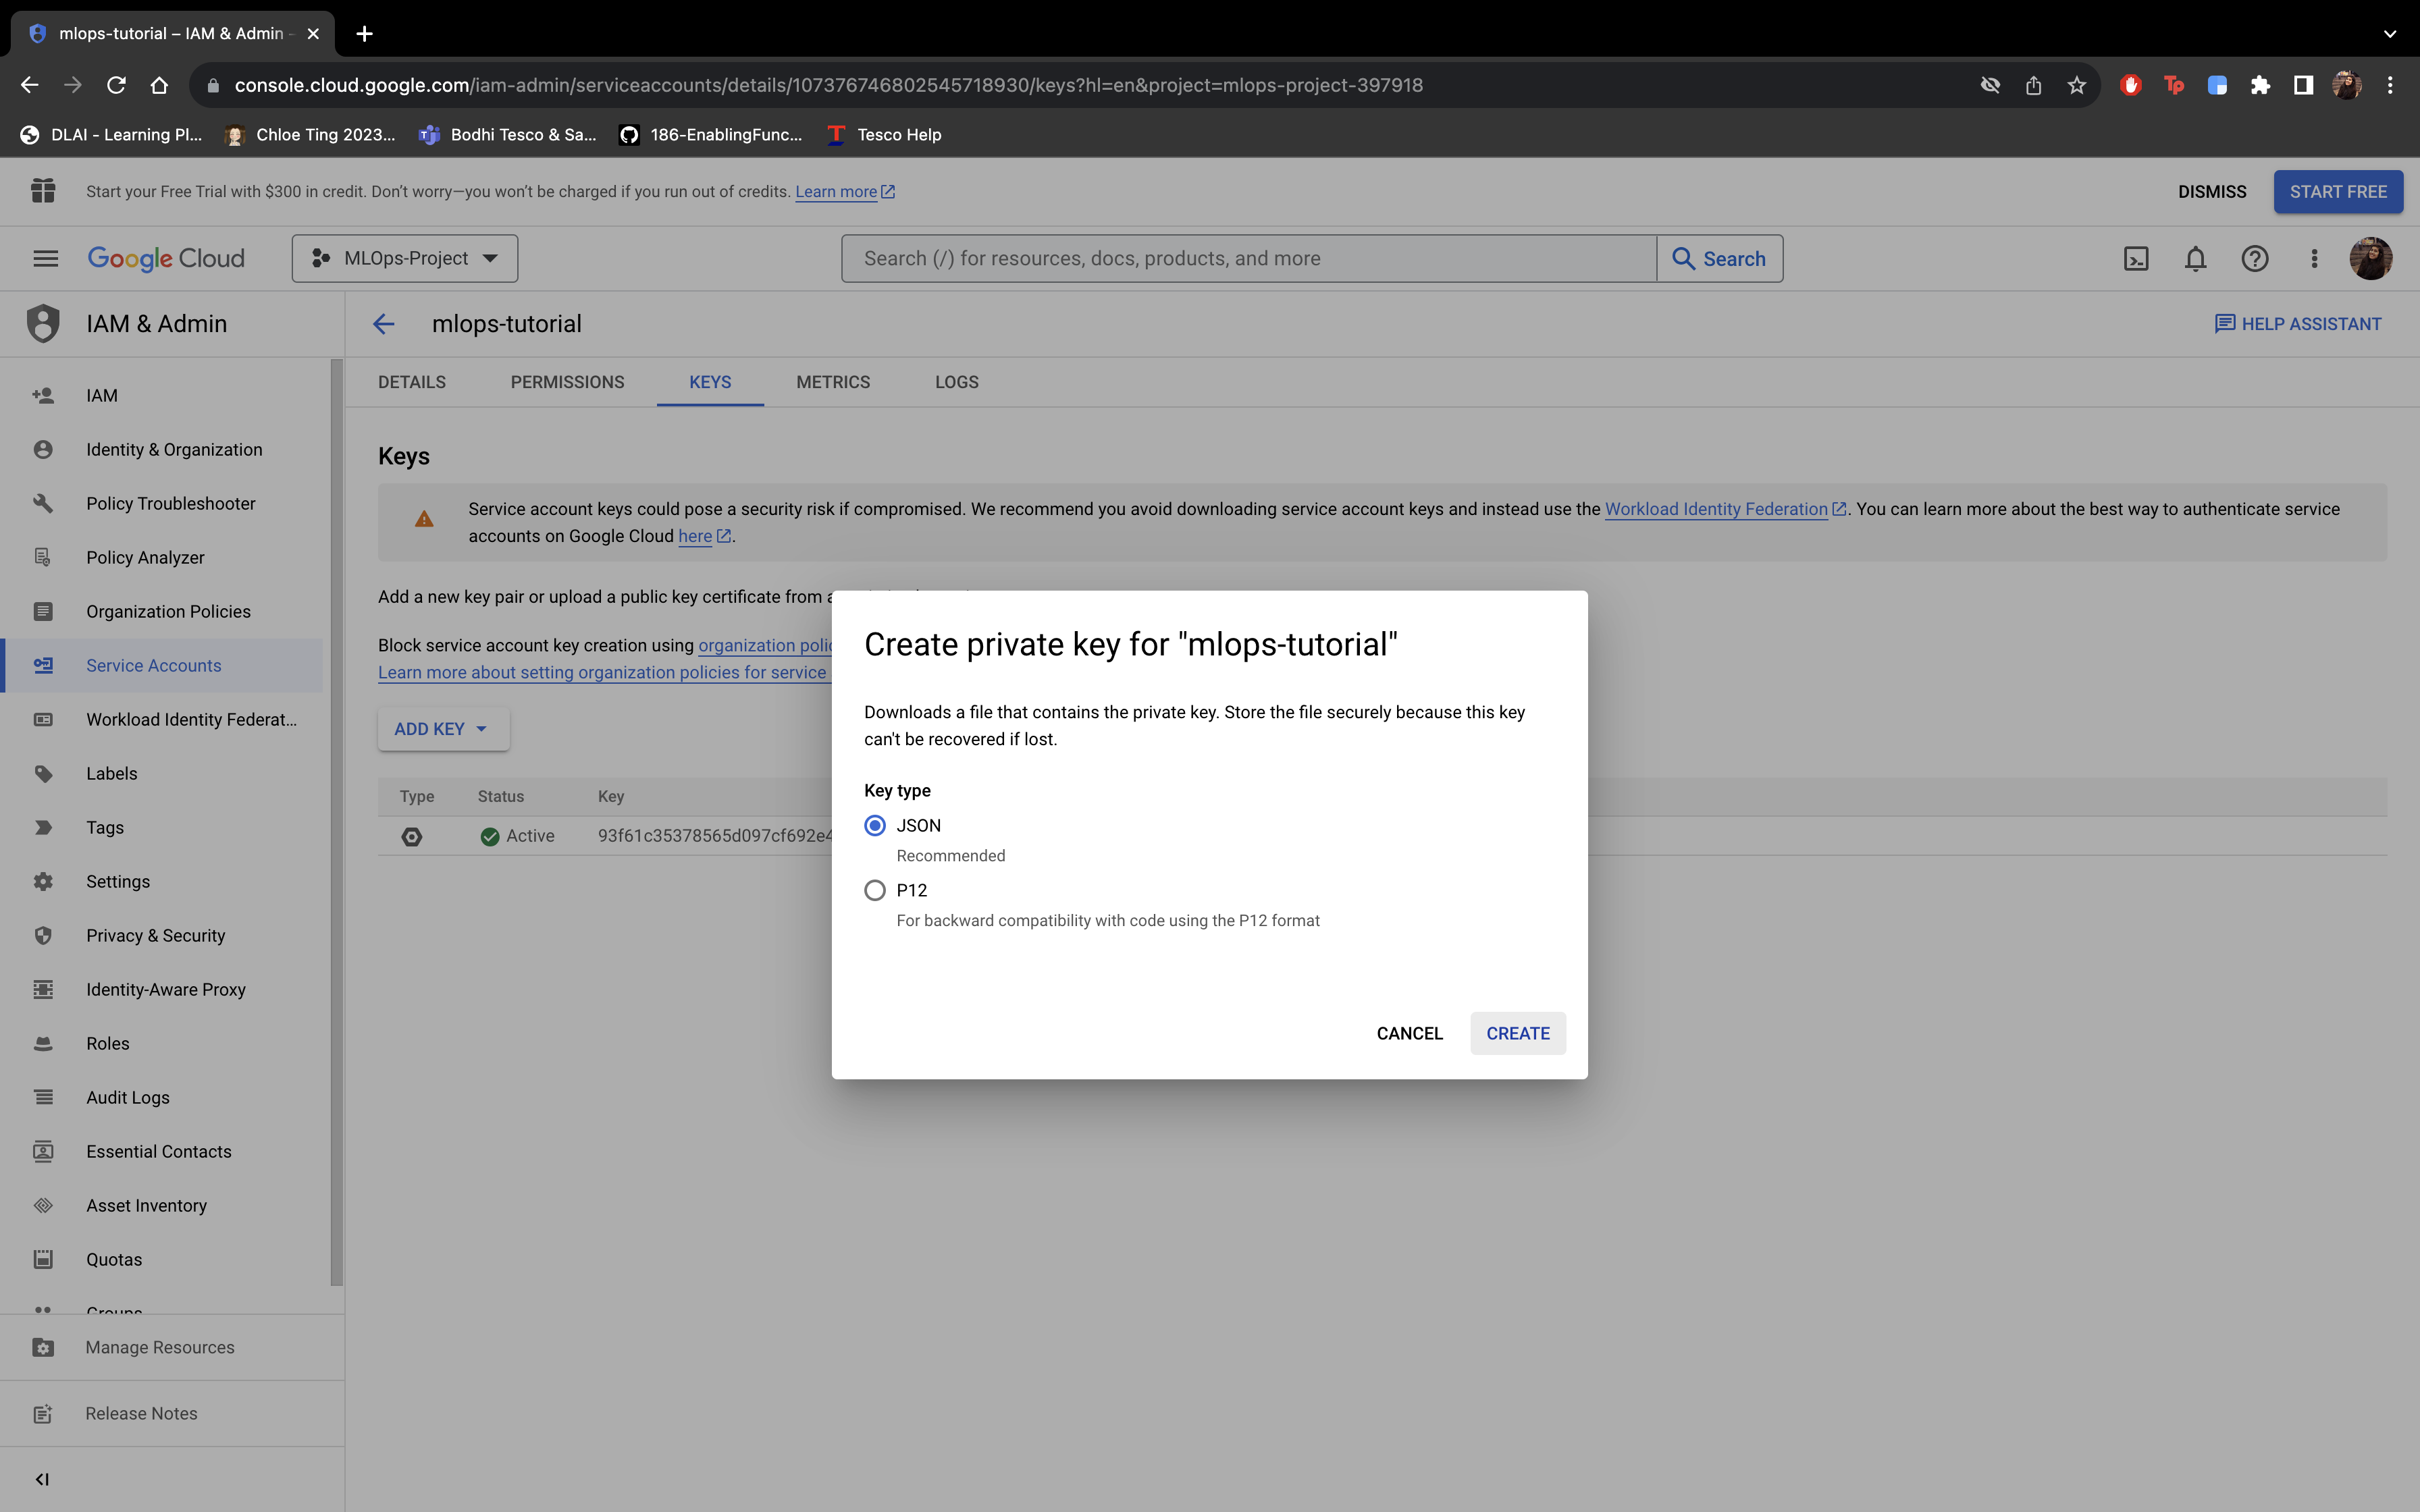 mlops-tutorial – IAM & Admin -
console.cloud.google.com/iam-admin/serviceaccounts/details/107376746802545718930/keys?hl=en&project=mlops-project-397918
Tp
DLAI - Learning Pl...
Chloe Ting 2023...
Bodhi Tesco & Sa...
186-EnablingFunc...
Tesco Help
Start your Free Trial with $300 in credit. Don't worry—you won't be charged if you run out of credits. Learn more
DISMISS
START FREE
Google Cloud
MLOps-Project
Search (/) for resources, docs, products, and more
Search
IAM & Admin
mlops-tutorial
HELP ASSISTANT
IAM
Identity & Organization
Policy Troubleshooter
Policy Analyzer
Organization Policies
Service Accounts
Workload Identity Federat...
Labels
Tags
Settings
Privacy & Security
Identity-Aware Proxy
Roles
Audit Logs
Essential Contacts
Asset Inventory
Quotas
Groups
Manage Resources
Release Notes
DETAILS
PERMISSIONS
KEYS
METRICS
LOGS
Keys
Service account keys could pose a security risk if compromised. We recommend you avoid downloading service account keys and instead use the Workload Identity Federation. You can learn more about the best way to authenticate service
accounts on Google Cloud here.
Add a new key pair or upload a public key certificate from a
Block service account key creation using organization polic
Learn more about setting organization policies for service
ADD KEY
Type Status Key
Active 93f61c35378565d097cf692e4
Create private key for "mlops-tutorial"
Downloads a file that contains the private key. Store the file securely because this key
can't be recovered if lost.
Key type
JSON
Recommended
P12
For backward compatibility with code using the P12 format
CANCEL
CREATE